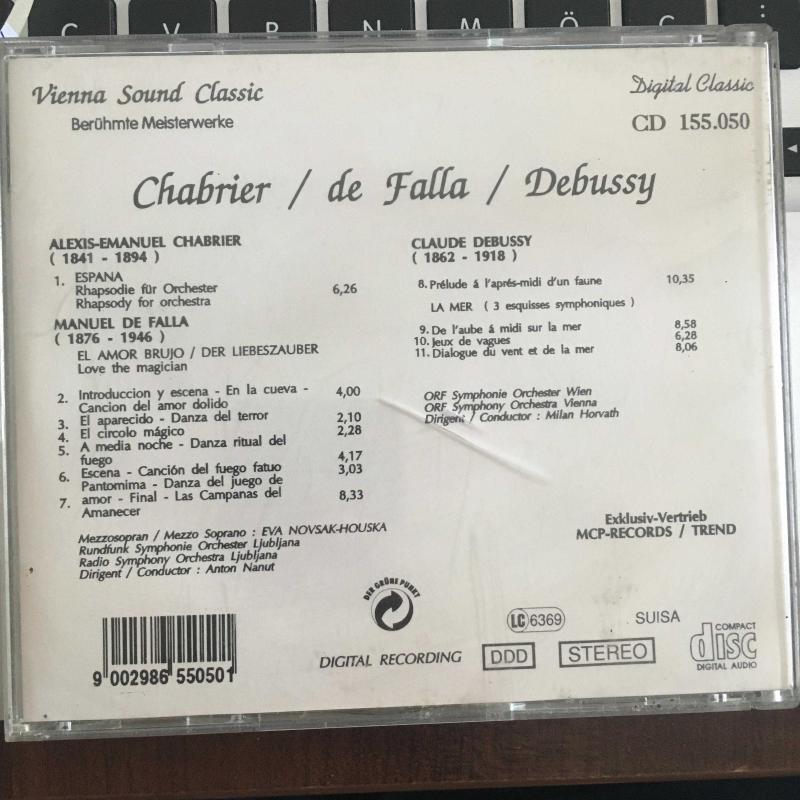 C V B N M Ö Ç :
Vienna Sound Classic
Berühmte Meisterwerke
Digital Classic
CD 155.050
Chabrier / de Falla / Debussy
ALEXIS-EMANUEL CHABRIER
( 1841 - 1894 )
1. ESPANA
Rhapsodie für Orchester 6,26
Rhapsody for orchestra
MANUEL DE FALLA
( 1876 - 1946 )
EL AMOR BRUJO / DER LIEBESZAUBER
Love the magician
2. Introduccion y escena - En la cueva - 4,00
Cancion del amor dolido
3. El aparecido - Danza del terror 2,10
4. El circolo mágico 2,28
5. A media noche - Danza ritual del
fuego 4,17
6. Escena - Canción del fuego fatuo 3,03
Pantomima - Danza del juego de
7. amor - Final - Las Campanas del 8,33
Amanecer
Mezzosopran / Mezzo Soprano : EVA NOVSAK-HOUSKA
Rundfunk Symphonie Orchester Ljubljana
Radio Symphony Orchestra Ljubljana
Dirigent / Conductor : Anton Nanut
CLAUDE DEBUSSY
( 1862 - 1918 )
8. Prélude á l'aprés-midi d'un faune 10,35
LA MER ( 3 esquisses symphoniques )
9. De l'aube á midi sur la mer 8,58
10. Jeux de vagues 6,28
11. Dialogue du vent et de la mer 8,06
ORF Symphonie Orchester Wien
ORF Symphony Orchestra Vienna
Dirigent / Conductor : Milan Horvath
Exklusiv-Vertrieb
MCP-RECORDS / TREND
DER GRÜNE PUNKT
9 002986 550501
DIGITAL RECORDING
DDD
LC 6369
STEREO
SUISA
COMPACT
disc
DIGITAL AUDIO